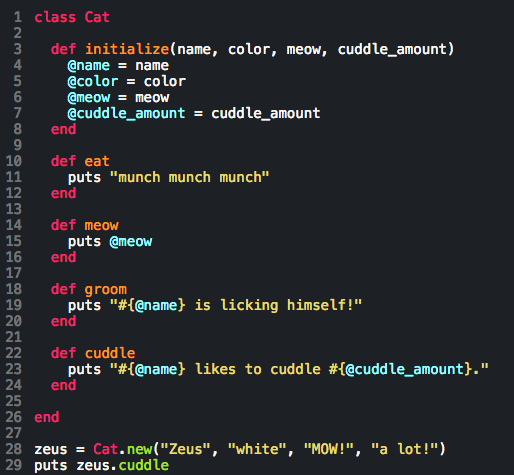 1 class Cat
2
3   def initialize(name, color, meow, cuddle_amount)
4     @name = name
5     @color = color
6     @meow = meow
7     @cuddle_amount = cuddle_amount
8   end
9
10   def eat
11     puts "munch munch munch"
12   end
13
14   def meow
15     puts @meow
16   end
17
18   def groom
19     puts "#{@name} is licking himself!"
20   end
21
22   def cuddle
23     puts "#{@name} likes to cuddle #{@cuddle_amount}."
24   end
25
26 end
27
28 zeus = Cat.new("Zeus", "white", "MOW!", "a lot!")
29 puts zeus.cuddle